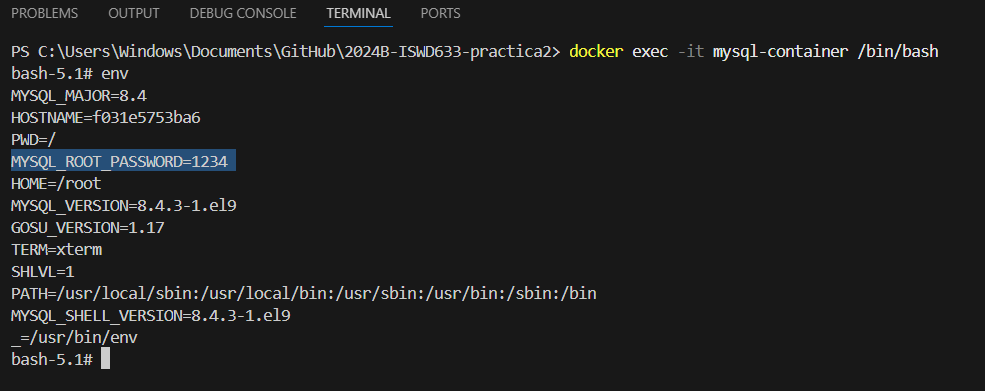 PROBLEMS OUTPUT DEBUG CONSOLE TERMINAL PORTS
PS C:\Users\Windows\Documents\GitHub\2024B-ISWD633-practica2> docker exec -it mysql-container /bin/bash
bash-5.1# env
MYSQL_MAJOR=8.4
HOSTNAME=f031e5753ba6
PWD=/
MYSQL_ROOT_PASSWORD=1234
HOME=/root
MYSQL_VERSION=8.4.3-1.el9
GOSU_VERSION=1.17
TERM=xterm
SHLVL=1
PATH=/usr/local/sbin:/usr/local/bin:/usr/sbin:/usr/bin:/sbin:/bin
MYSQL_SHELL_VERSION=8.4.3-1.el9
_=/usr/bin/env
bash-5.1#